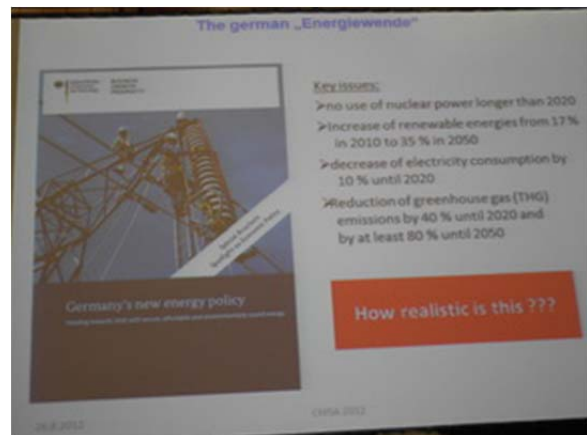 The german „Energiewende“
Key issues:
➢no use of nuclear power longer than 2020
➢Increase of renewable energies from 17 %
in 2010 to 35 % in 2050
➢decrease of electricity consumption by
10 % until 2020
➢Reduction of greenhouse gas (THG)
emissions by 40 % until 2020 and
by at least 80 % until 2050
Germany's new energy policy
How realistic is this ???
2012